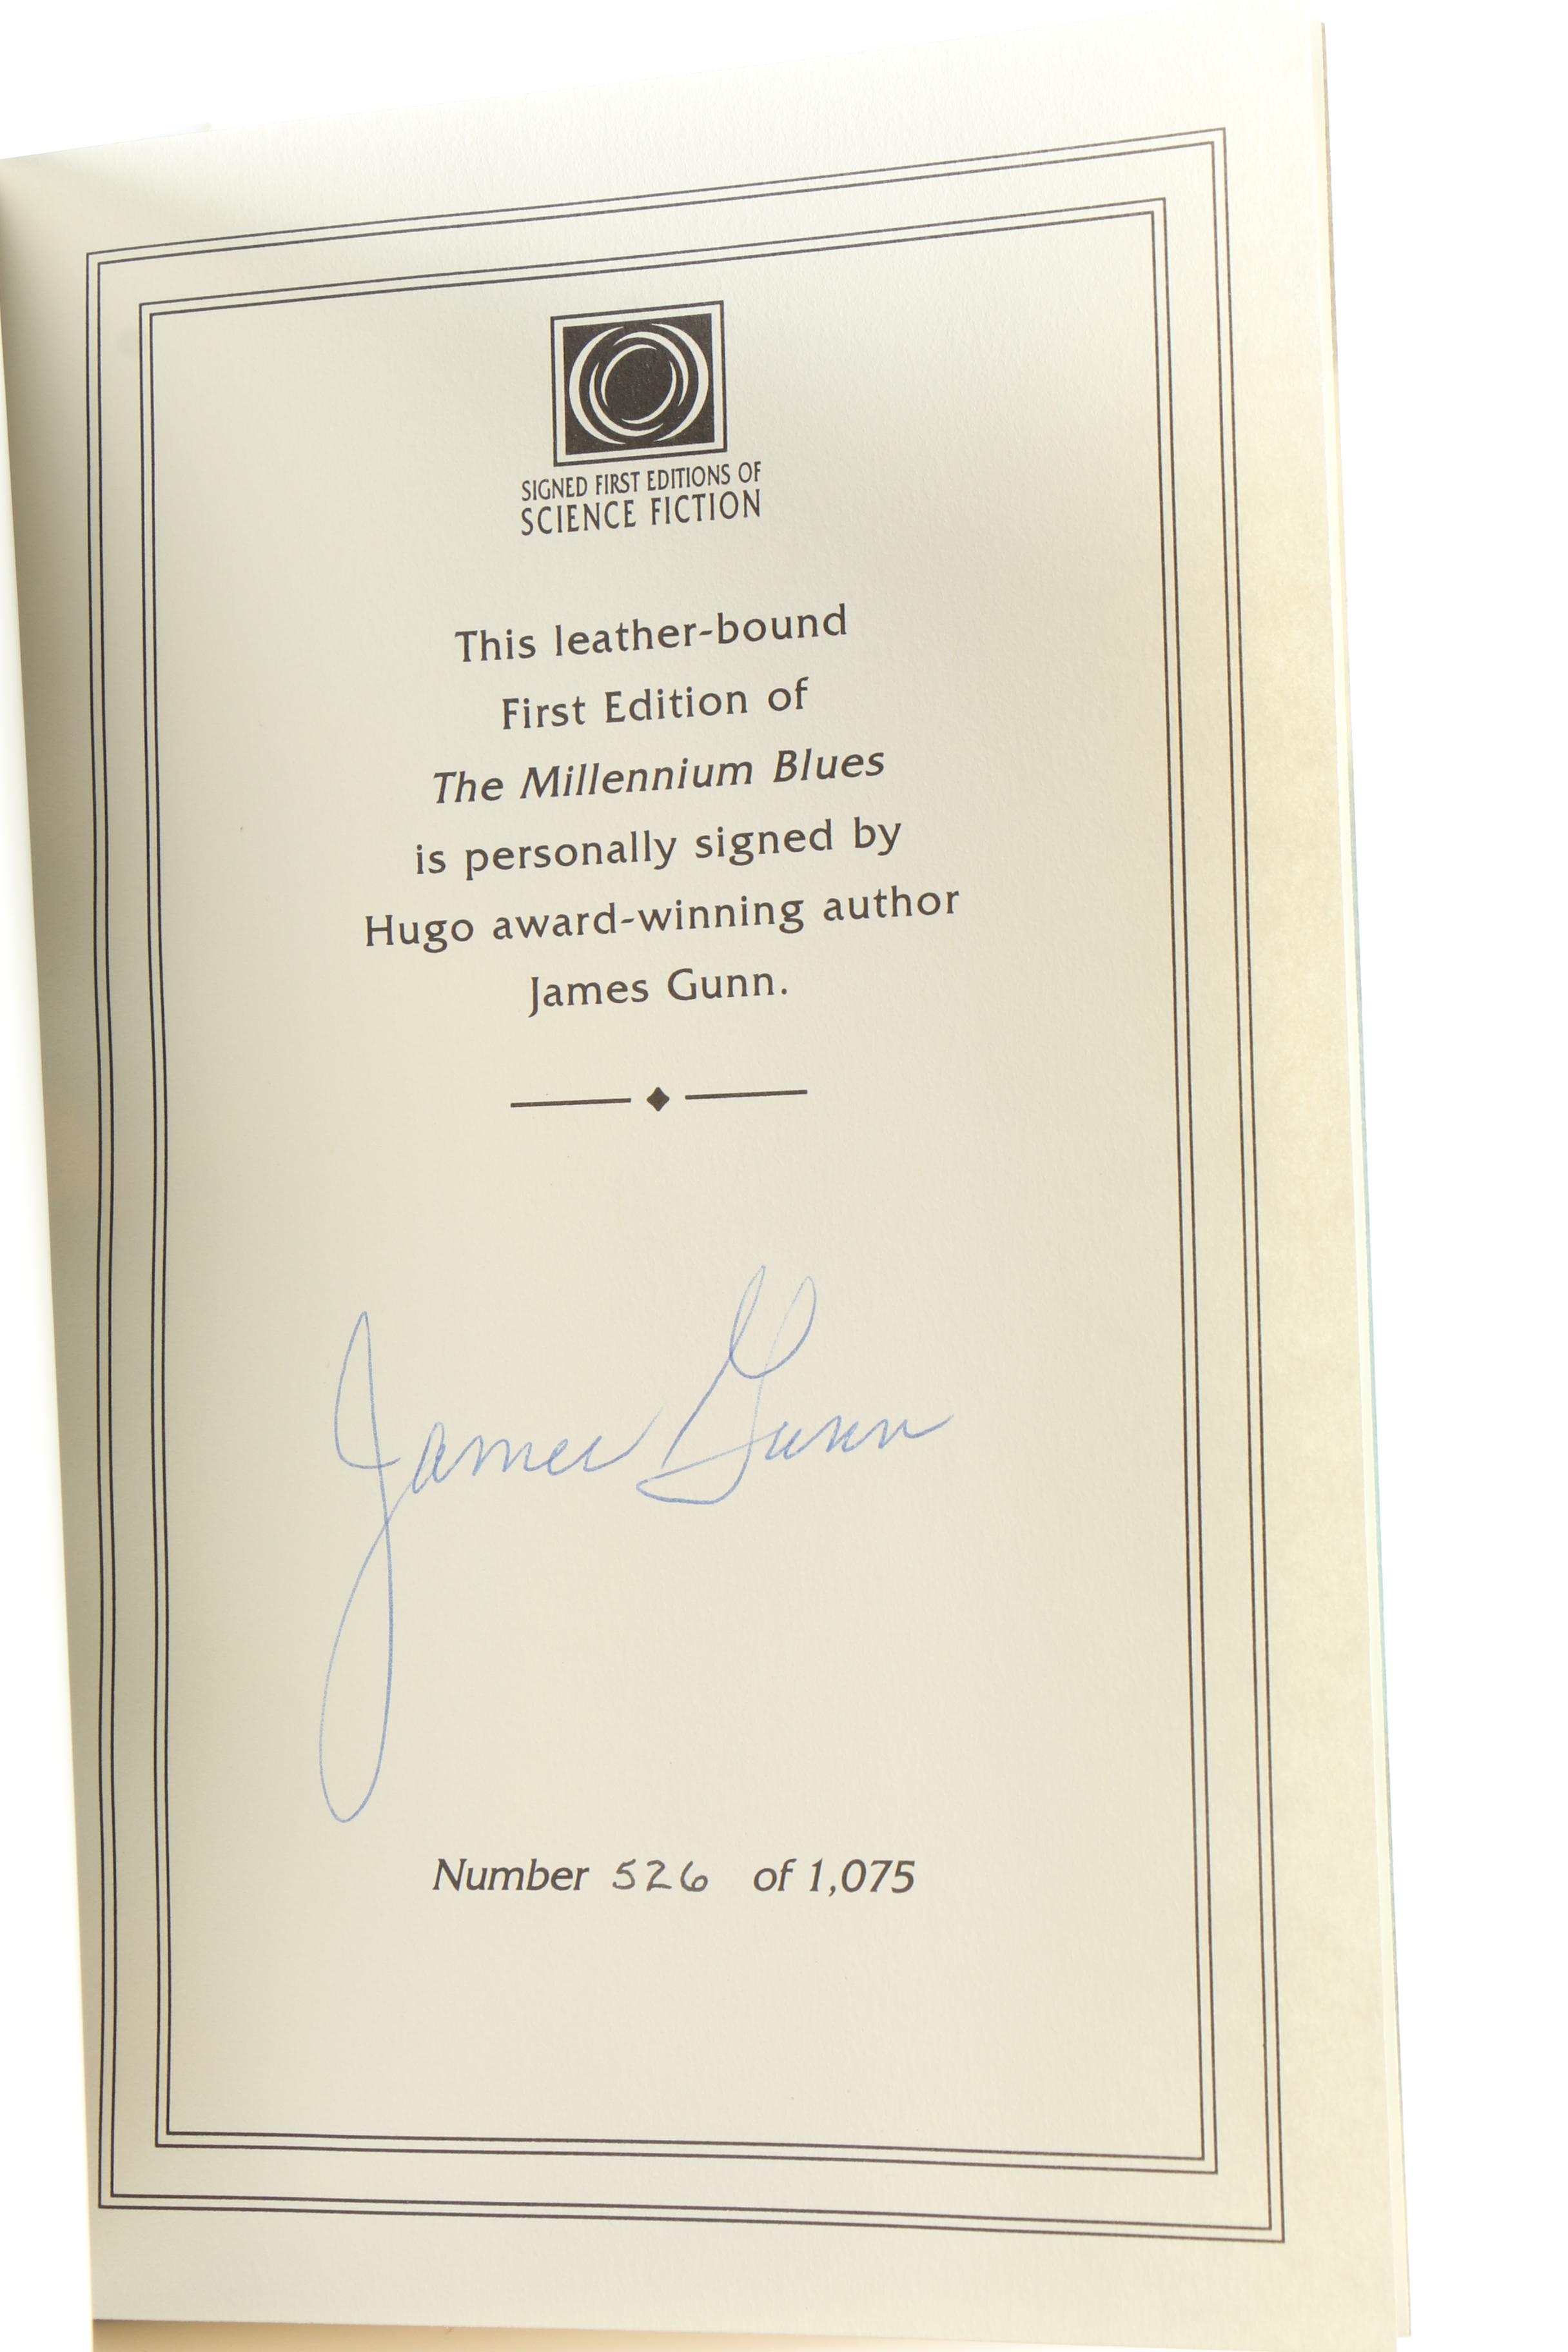 SIGNED FIRST EDITIONS OF
SCIENCE FICTION
This leather-bound
First Edition of
The Millennium Blues
is personally signed by
Hugo award-winning author
James Gunn.
James Gunn
Number 526 of 1,075